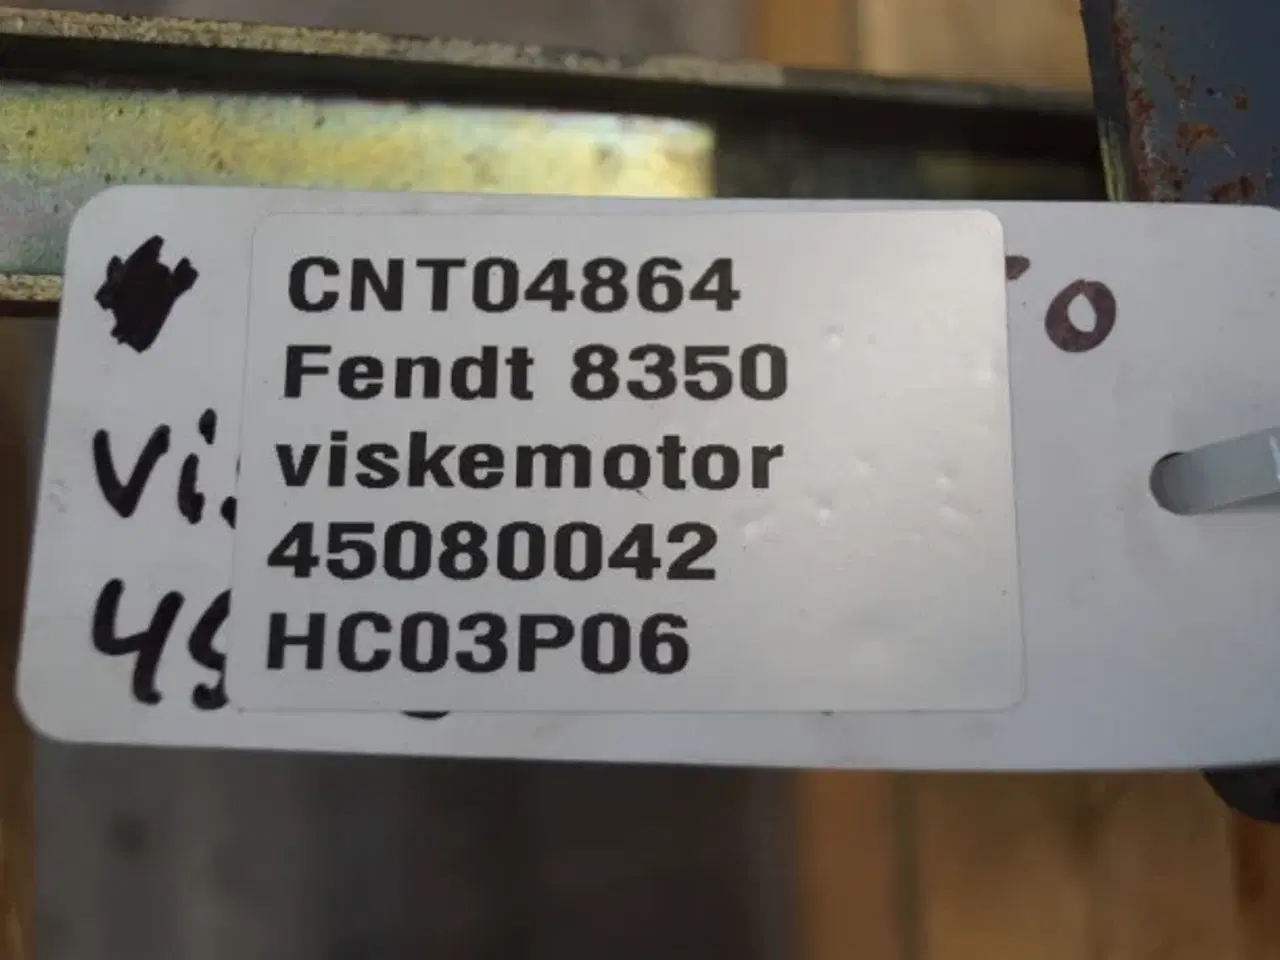 CNT04864
Fendt 8350
viskemotor
45080042
HC03P06